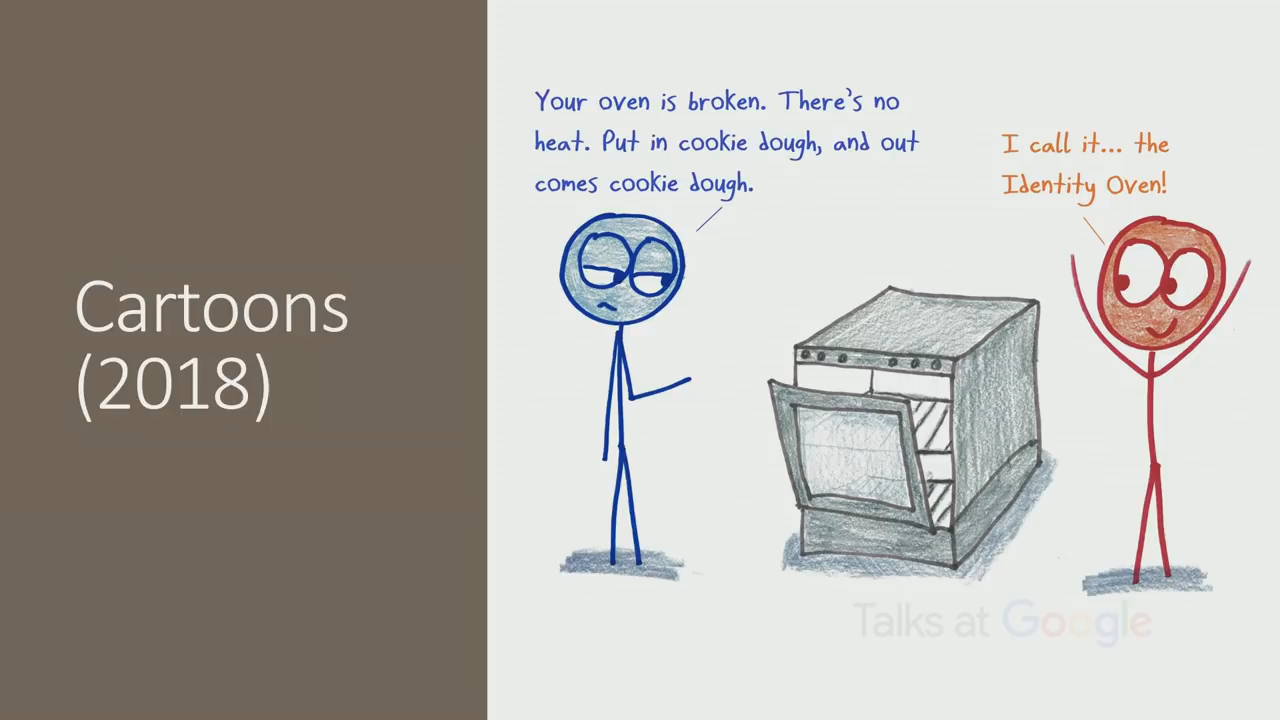 Cartoons
(2018)
Your oven is broken. There's no
heat. Put in cookie dough, and out
comes cookie dough.
I call it... the
Identity Oven!
Talks at Google